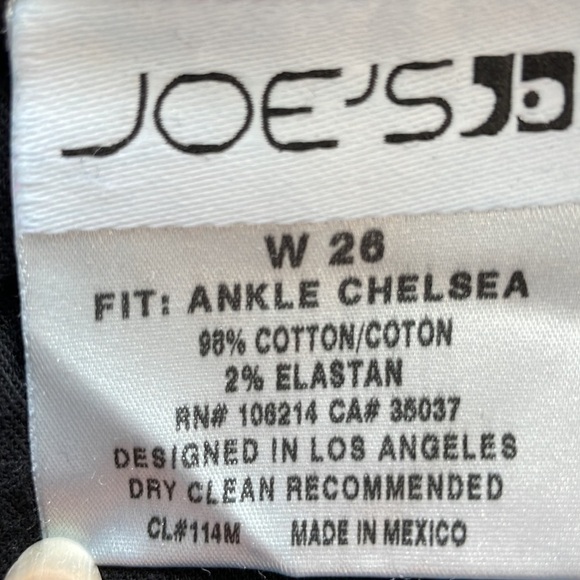 JOE'S
W 26
FIT: ANKLE CHELSEA
98% COTTON/COTON
2% ELASTAN
RN# 106214 CA# 35037
DESIGNED IN LOS ANGELES
DRY CLEAN RECOMMENDED
CL#114M MADE IN MEXICO